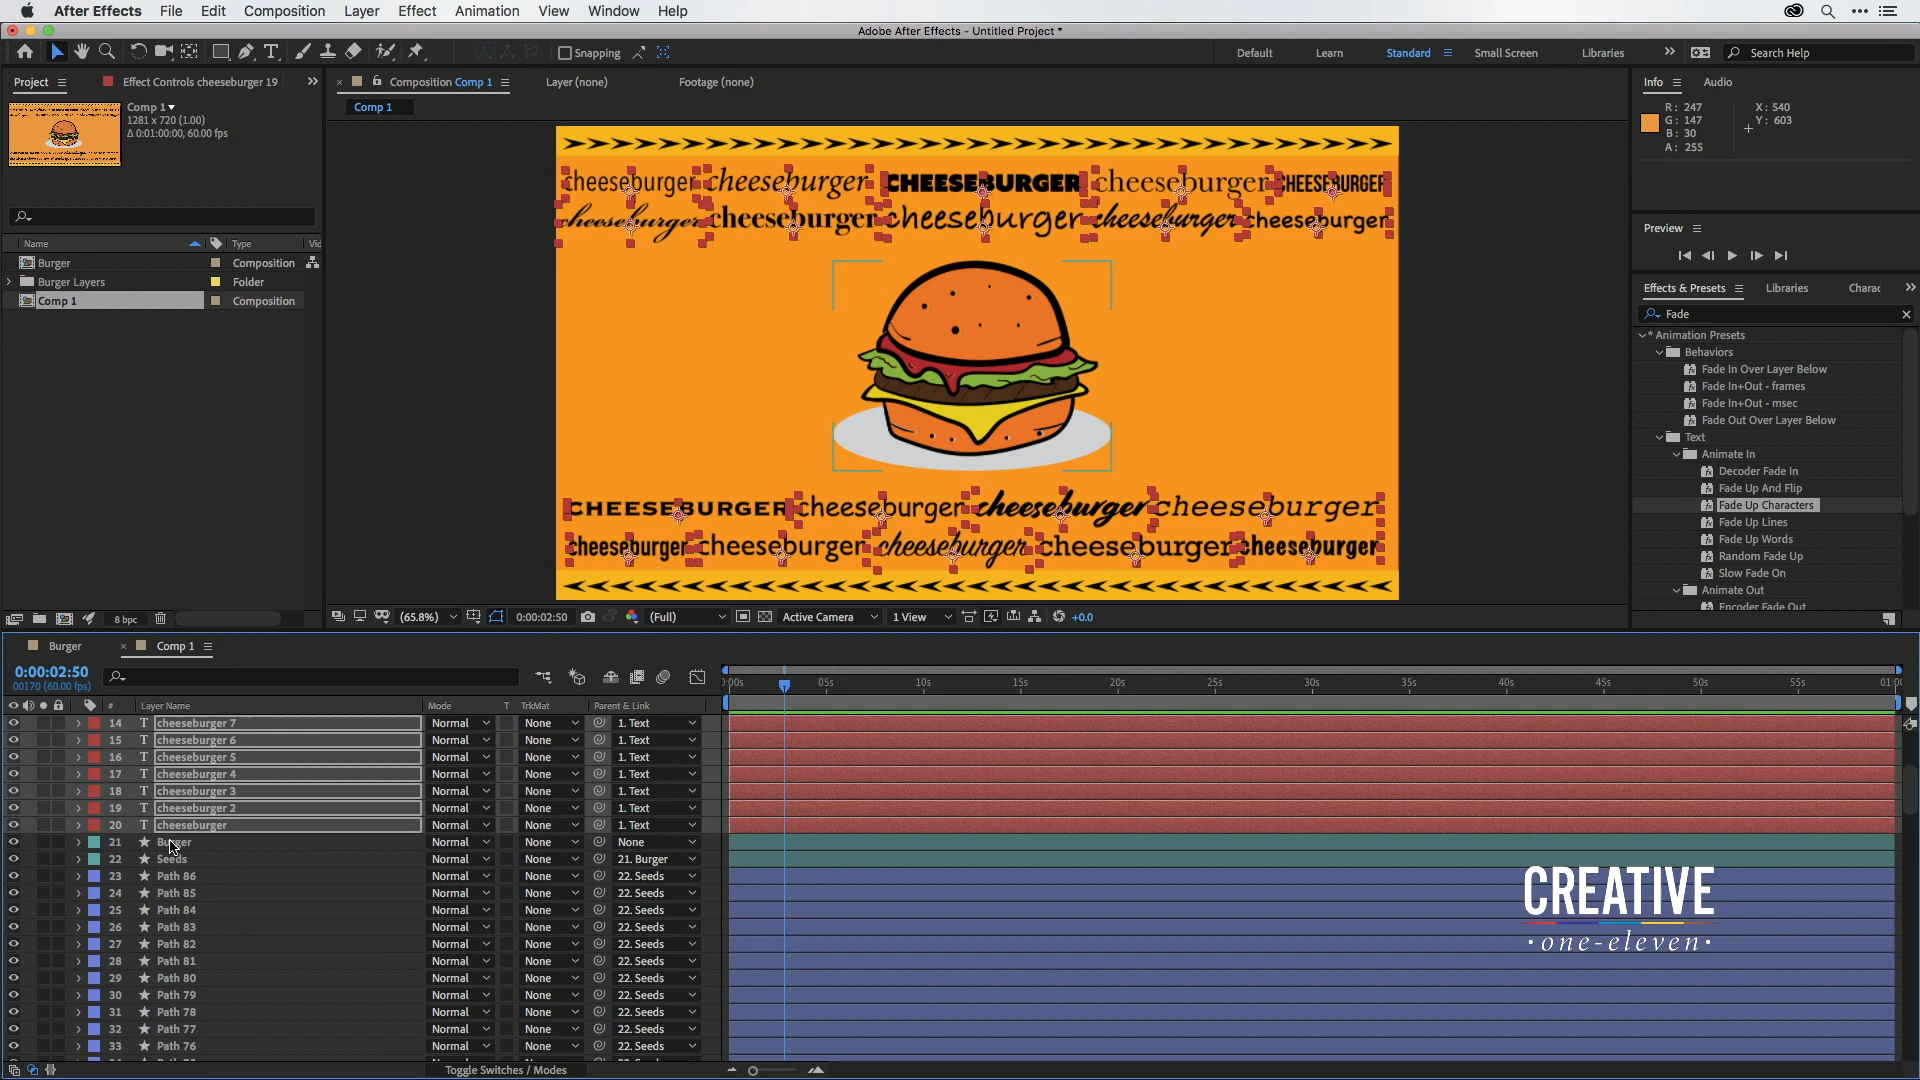 After Effects File Edit Composition Layer Effect Animation View Window Help
Adobe After Effects - Untitled Project *
Snapping Default Learn Standard Small Screen Libraries Search Help
Project Effect Controls cheeseburger 19
Composition Comp 1 Layer (none) Footage (none)
Info Audio
Comp 1
1281 x 720 (1.00)
Δ 0:01:00:00, 60.00 fps
Comp 1
R: 247 X: 540
G: 147 Y: 603
B: 30
A: 255
cheeseburger cheeseburger CHEESEBURGER cheeseburger CHEESEBURGER
cheeseburger cheeseburger cheeseburger cheeseburger cheeseburger
CHEESEBURGER cheeseburger cheeseburger cheeseburger
cheeseburger cheeseburger cheeseburger cheeseburger cheeseburger
Name Type
Burger Composition
Burger Layers Folder
Comp 1 Composition
Preview
Effects & Presets Libraries Charac
Fade
* Animation Presets
Behaviors
Fade In Over Layer Below
Fade In+Out - frames
Fade In+Out - msec
Fade Out Over Layer Below
Text
Animate In
Decoder Fade In
Fade Up And Flip
Fade Up Characters
Fade Up Lines
Fade Up Words
Random Fade Up
Slow Fade On
Animate Out
Encoder Fade Out
8 bpc
(65.8%) 0:00:02:50 (Full) Active Camera 1 View +0.0
Burger Comp 1
0:00:02:50
00170 (60.00 fps)
:00s 05s 10s 15s 20s 25s 30s 35s 40s 45s 50s 55s 01:0
# Layer Name Mode T TrkMat Parent & Link
14 T cheeseburger 7 Normal None 1. Text
15 T cheeseburger 6 Normal None 1. Text
16 T cheeseburger 5 Normal None 1. Text
17 T cheeseburger 4 Normal None 1. Text
18 T cheeseburger 3 Normal None 1. Text
19 T cheeseburger 2 Normal None 1. Text
20 T cheeseburger Normal None 1. Text
21 Burger Normal None None
22 Seeds Normal None 21. Burger
23 Path 86 Normal None 22. Seeds
24 Path 85 Normal None 22. Seeds
25 Path 84 Normal None 22. Seeds
26 Path 83 Normal None 22. Seeds
27 Path 82 Normal None 22. Seeds
28 Path 81 Normal None 22. Seeds
29 Path 80 Normal None 22. Seeds
30 Path 79 Normal None 22. Seeds
31 Path 78 Normal None 22. Seeds
32 Path 77 Normal None 22. Seeds
33 Path 76 Normal None 22. Seeds
Toggle Switches / Modes
CREATIVE
• one-eleven •